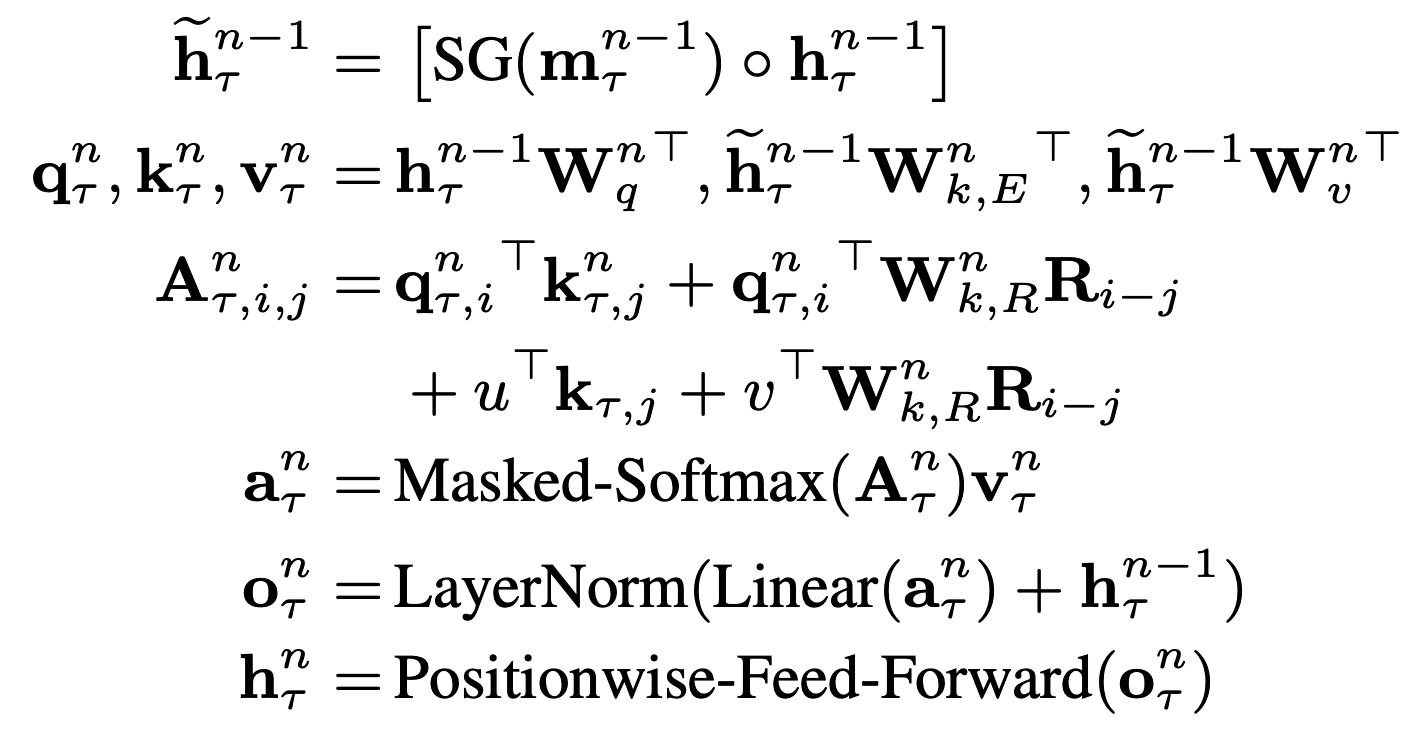 h̃_τ^{n−1} = [SG(m_τ^{n−1}) ∘ h_τ^{n−1}]
q_τ^n, k_τ^n, v_τ^n = h_τ^{n−1} W_q^{n⊤}, h̃_τ^{n−1} W_{k,E}^n ⊤, h̃_τ^{n−1} W_v^{n⊤}
A_{τ,i,j}^n = q_{τ,i}^n ⊤ k_{τ,j}^n + q_{τ,i}^n ⊤ W_{k,R}^n R_{i−j}
+ u^⊤ k_{τ,j} + v^⊤ W_{k,R}^n R_{i−j}
a_τ^n = Masked-Softmax(A_τ^n) v_τ^n
o_τ^n = LayerNorm(Linear(a_τ^n) + h_τ^{n−1})
h_τ^n = Positionwise-Feed-Forward(o_τ^n)